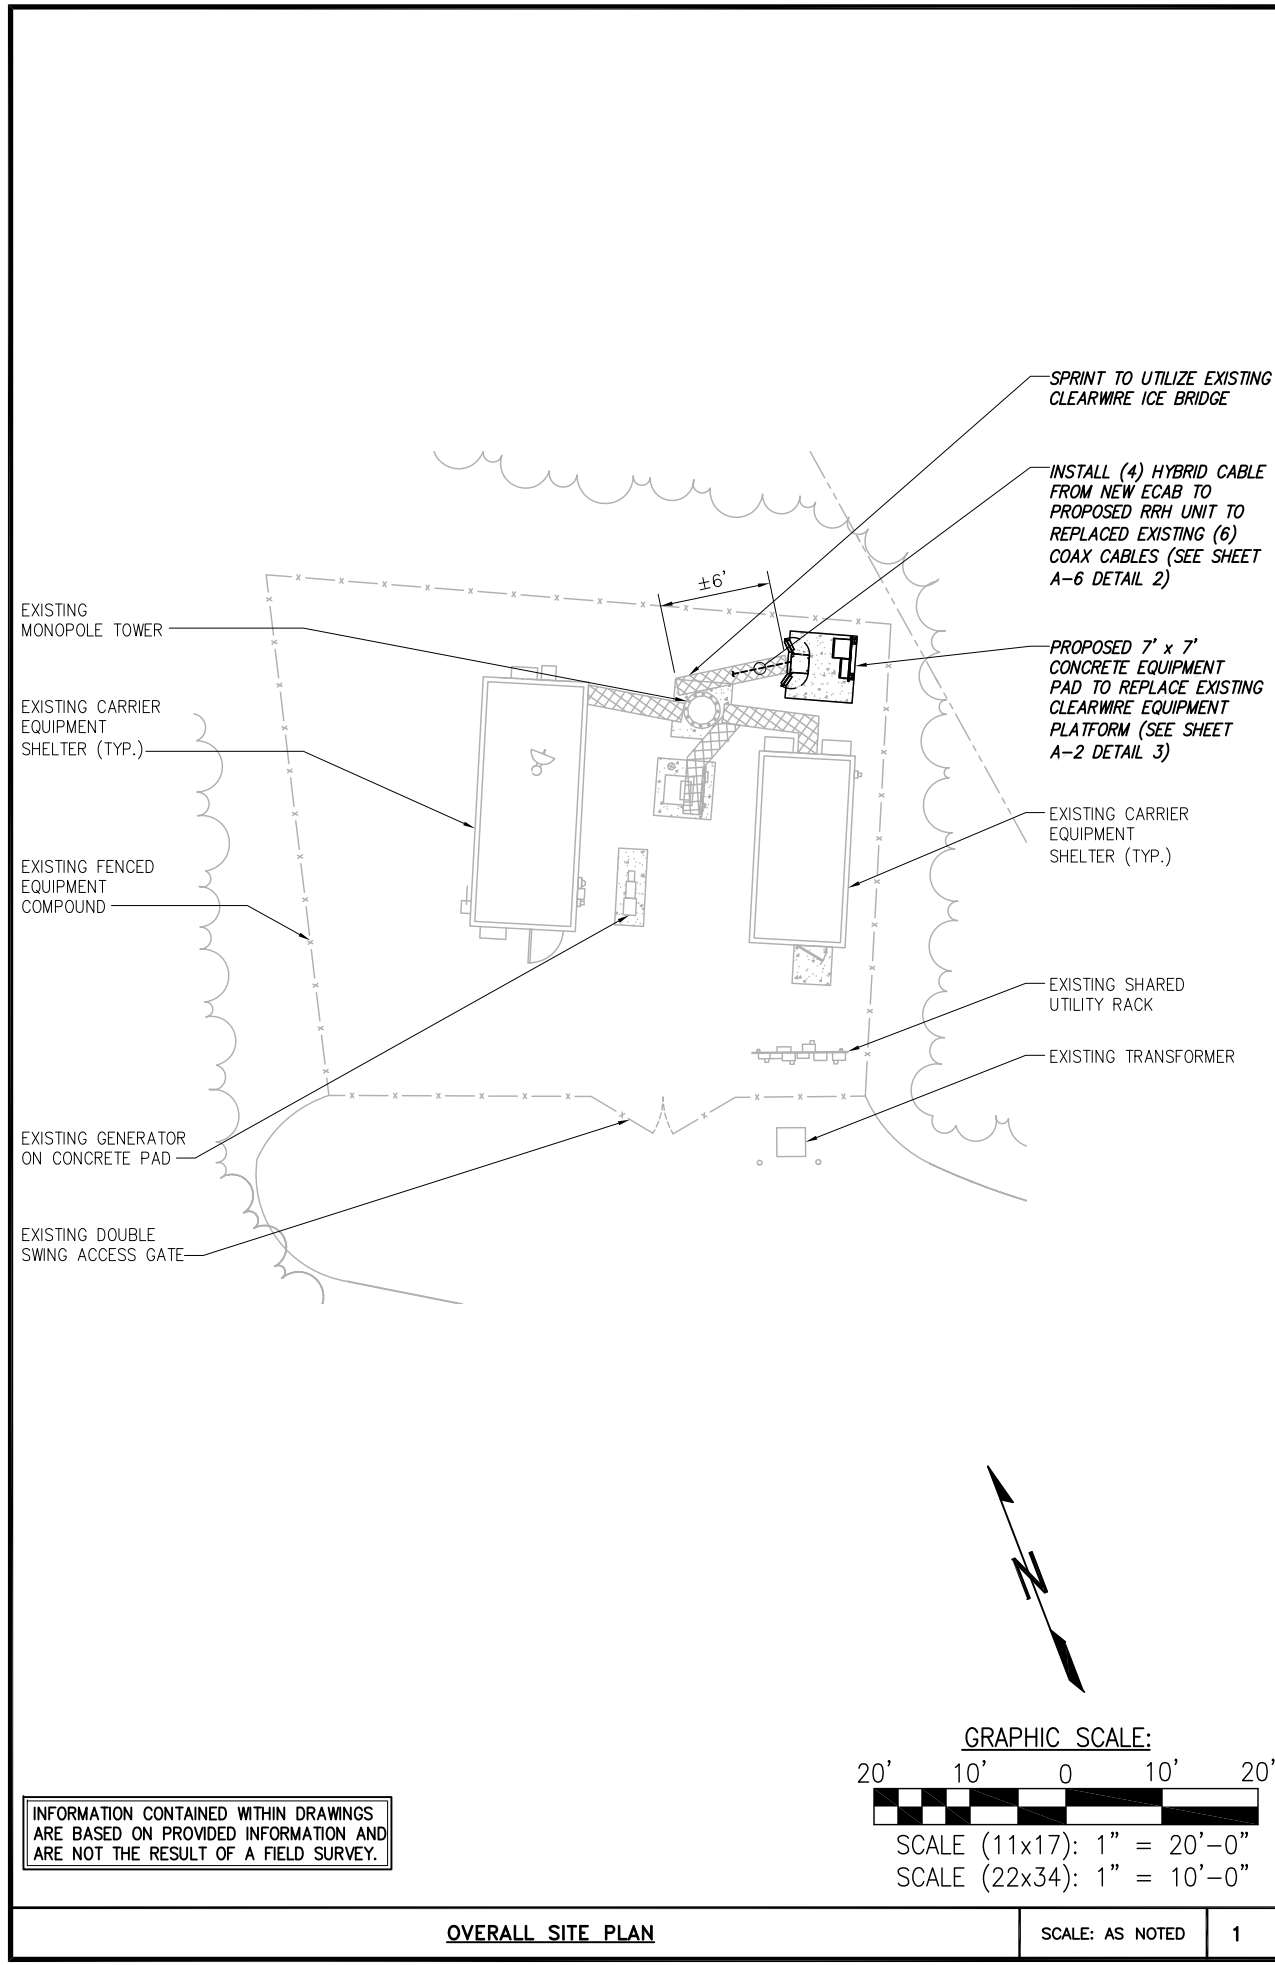 SPRINT TO UTILIZE EXISTING
CLEARWIRE ICE BRIDGE
INSTALL (4) HYBRID CABLE
FROM NEW ECAB TO
PROPOSED RRH UNIT TO
REPLACED EXISTING (6)
COAX CABLES (SEE SHEET
A-6 DETAIL 2)
±6'
EXISTING
MONOPOLE TOWER
PROPOSED 7' x 7'
CONCRETE EQUIPMENT
PAD TO REPLACE EXISTING
CLEARWIRE EQUIPMENT
PLATFORM (SEE SHEET
A-2 DETAIL 3)
EXISTING CARRIER
EQUIPMENT
SHELTER (TYP.)
EXISTING CARRIER
EQUIPMENT
SHELTER (TYP.)
EXISTING FENCED
EQUIPMENT
COMPOUND
EXISTING SHARED
UTILITY RACK
EXISTING TRANSFORMER
EXISTING GENERATOR
ON CONCRETE PAD
EXISTING DOUBLE
SWING ACCESS GATE
N
GRAPHIC SCALE:
20' 10' 0 10' 20'
SCALE (11x17): 1" = 20'-0"
SCALE (22x34): 1" = 10'-0"
INFORMATION CONTAINED WITHIN DRAWINGS
ARE BASED ON PROVIDED INFORMATION AND
ARE NOT THE RESULT OF A FIELD SURVEY.
OVERALL SITE PLAN
SCALE: AS NOTED
1